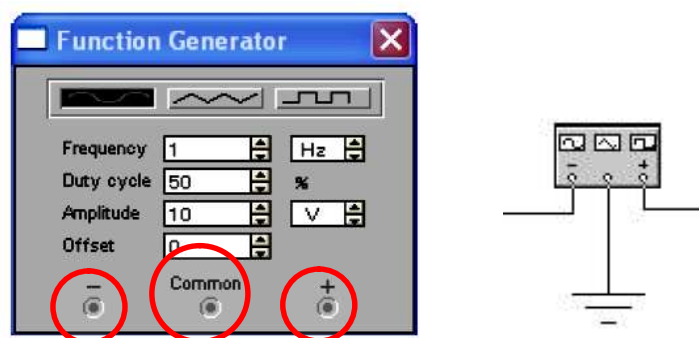 Function Generator
Frequency 1 Hz
Duty cycle 50 %
Amplitude 10 V
Offset 0
− Common +
− +